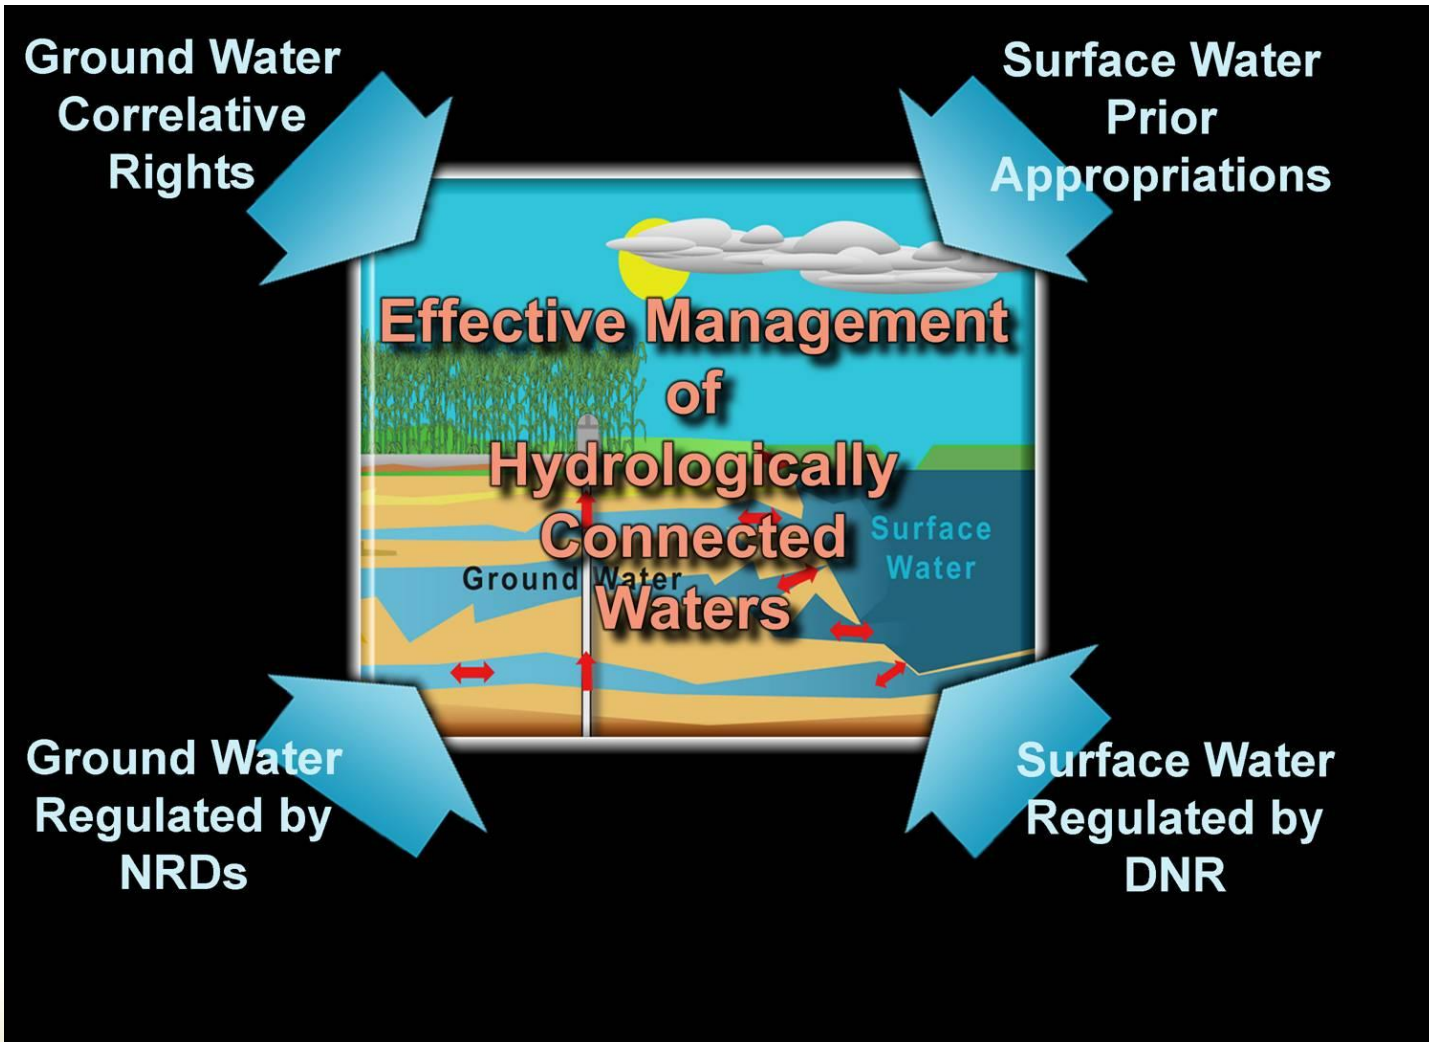 Ground Water
Correlative
Rights
Surface Water
Prior
Appropriations
Effective Management
of
Hydrologically
Connected
Waters
Surface
Water
Ground Water
Ground Water
Regulated by
NRDs
Surface Water
Regulated by
DNR